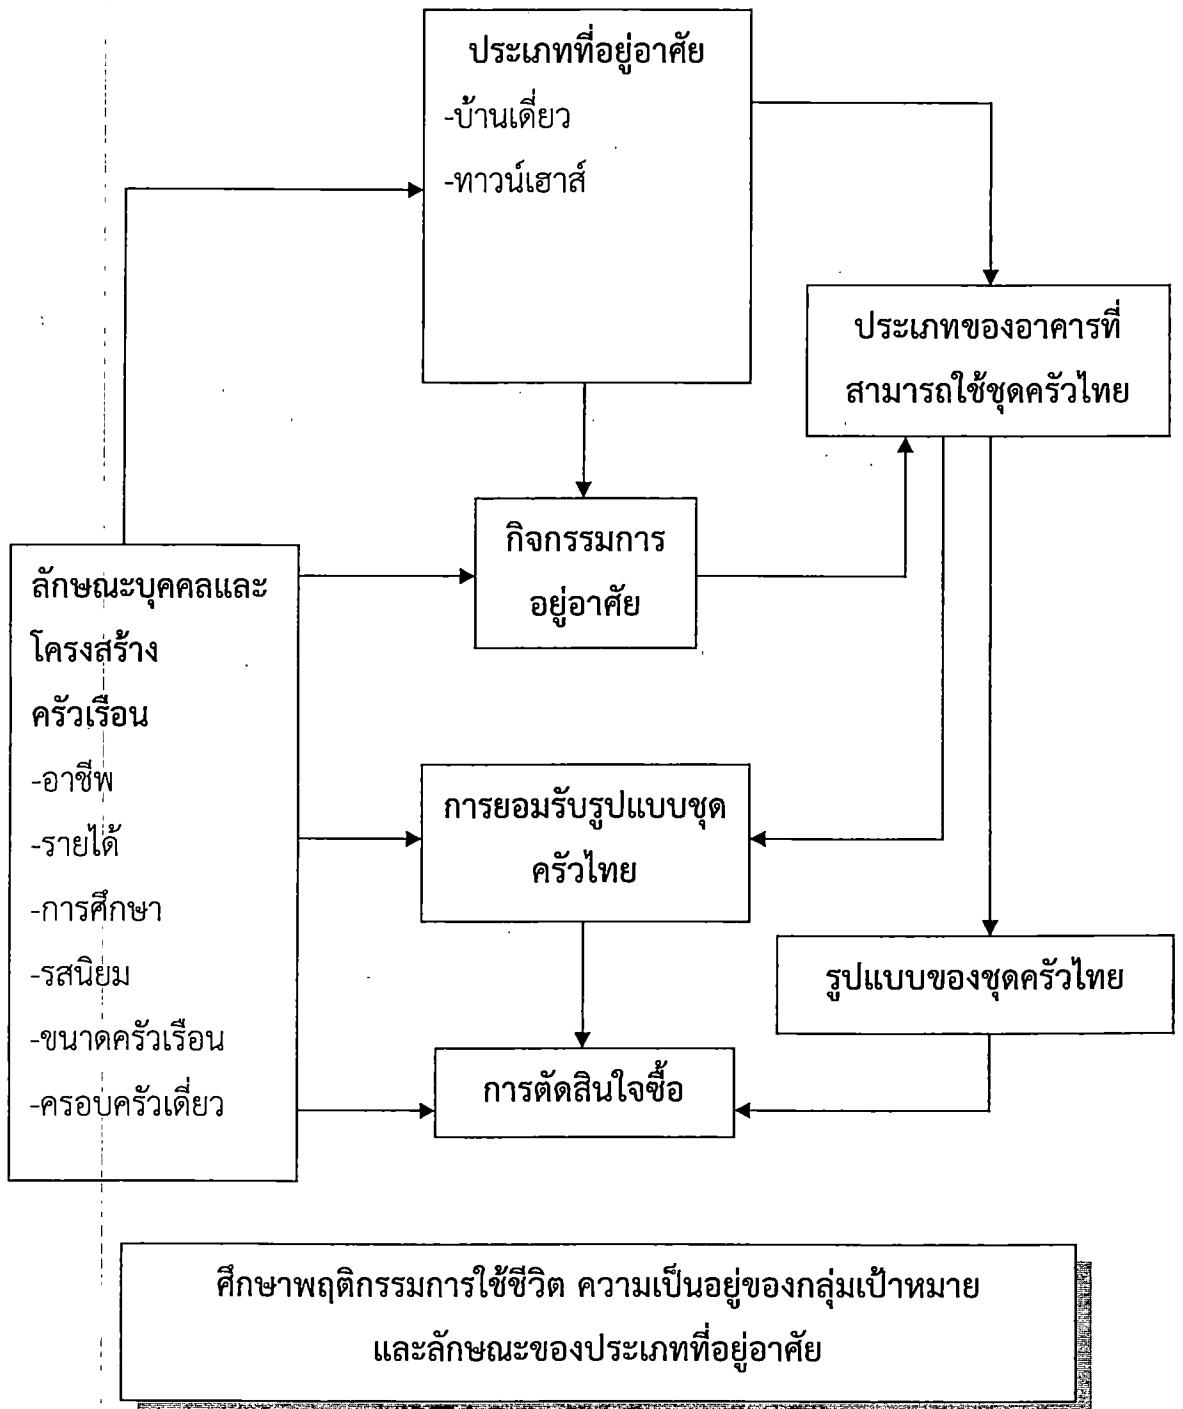 ประเภทที่อยู่อาศัย
-บ้านเดี่ยว
-ทาวน์เฮาส์
ประเภทของอาคารที่
สามารถใช้ชุดครัวไทย
กิจกรรมการ
อยู่อาศัย
ลักษณะบุคคลและ
โครงสร้าง
ครัวเรือน
-อาชีพ
-รายได้
-การศึกษา
-รสนิยม
-ขนาดครัวเรือน
-ครอบครัวเดี่ยว
การยอมรับรูปแบบชุด
ครัวไทย
รูปแบบของชุดครัวไทย
การตัดสินใจซื้อ
ศึกษาพฤติกรรมการใช้ชีวิต ความเป็นอยู่ของกลุ่มเป้าหมาย
และลักษณะของประเภทที่อยู่อาศัย